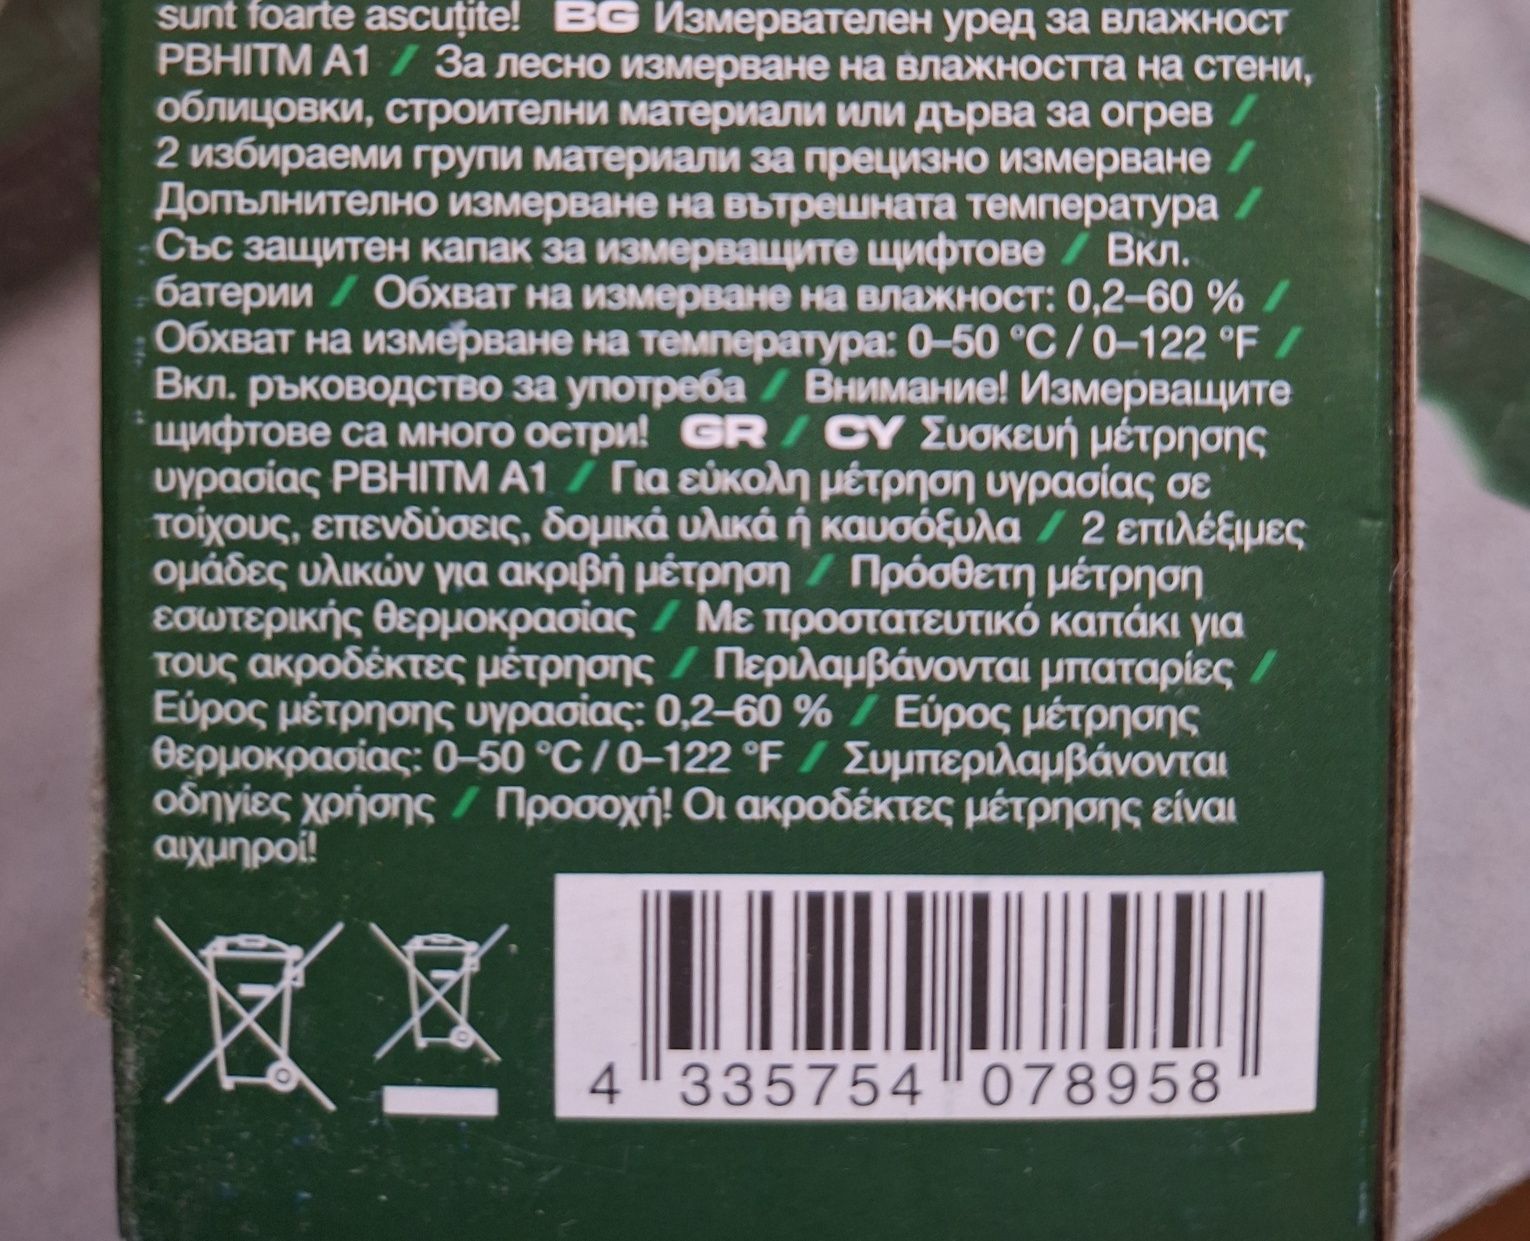 sunt foarte ascuțite! BG Измервателен уред за влажност
PBHITM A1 / За лесно измерване на влажността на стени,
облицовки, строителни материали или дърва за огрев /
2 избираеми групи материали за прецизно измерване /
Допълнително измерване на вътрешната температура /
Със защитен капак за измерващите щифтове / Вкл.
батерии / Обхват на измерване на влажност: 0,2–60 % /
Обхват на измерване на температура: 0–50 °C / 0–122 °F /
Вкл. ръководство за употреба / Внимание! Измерващите
щифтове са много остри! GR / CY Συσκευή μέτρησης
υγρασίας PBHITM A1 / Για εύκολη μέτρηση υγρασίας σε
τοίχους, επενδύσεις, δομικά υλικά ή καυσόξυλα / 2 επιλέξιμες
ομάδες υλικών για ακριβή μέτρηση / Πρόσθετη μέτρηση
εσωτερικής θερμοκρασίας / Με προστατευτικό καπάκι για
τους ακροδέκτες μέτρησης / Περιλαμβάνονται μπαταρίες /
Εύρος μέτρησης υγρασίας: 0,2–60 % / Εύρος μέτρησης
θερμοκρασίας: 0–50 °C / 0–122 °F / Συμπεριλαμβάνονται
οδηγίες χρήσης / Προσοχή! Οι ακροδέκτες μέτρησης είναι
αιχμηροί!
4 335754 078958